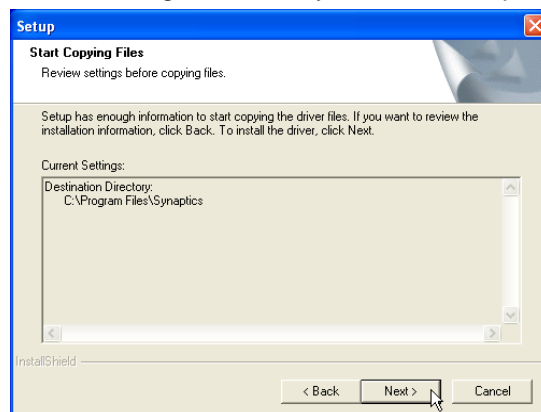 Setup
Start Copying Files
Review settings before copying files.
Setup has enough information to start copying the driver files. If you want to review the
installation information, click Back. To install the driver, click Next.
Current Settings:
Destination Directory:
C:\Program Files\Synaptics
InstallShield
< Back Next > Cancel